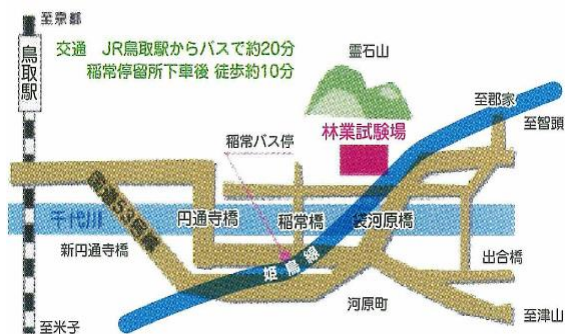 至京都
鳥取駅
交通 JR鳥取駅からバスで約20分
稲常停留所下車後 徒歩約10分
霊石山
至郡家
至智頭
林業試験場
稲常バス停
国道53号線
千代川
円通寺橋
稲常橋
袋河原橋
新円通寺橋
出合橋
姫鳥線
河原町
至米子
至津山